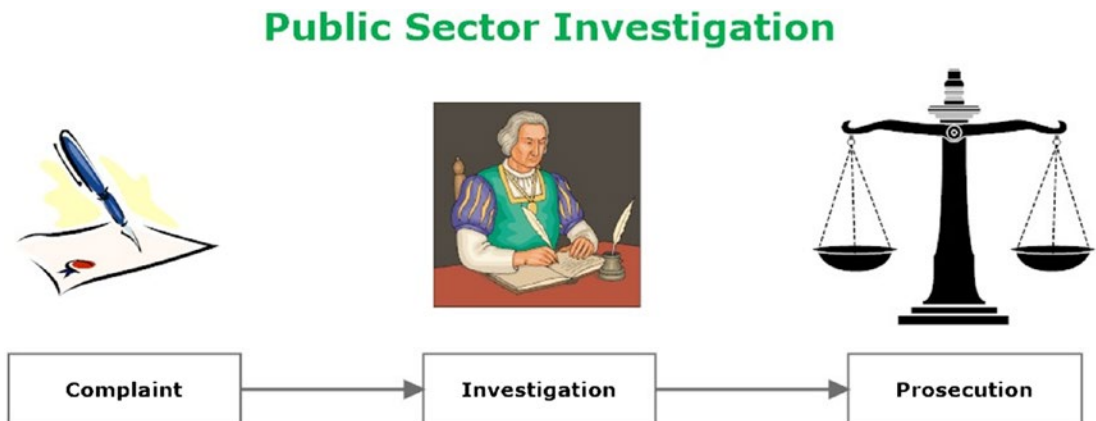 Public Sector Investigation
Complaint
Investigation
Prosecution